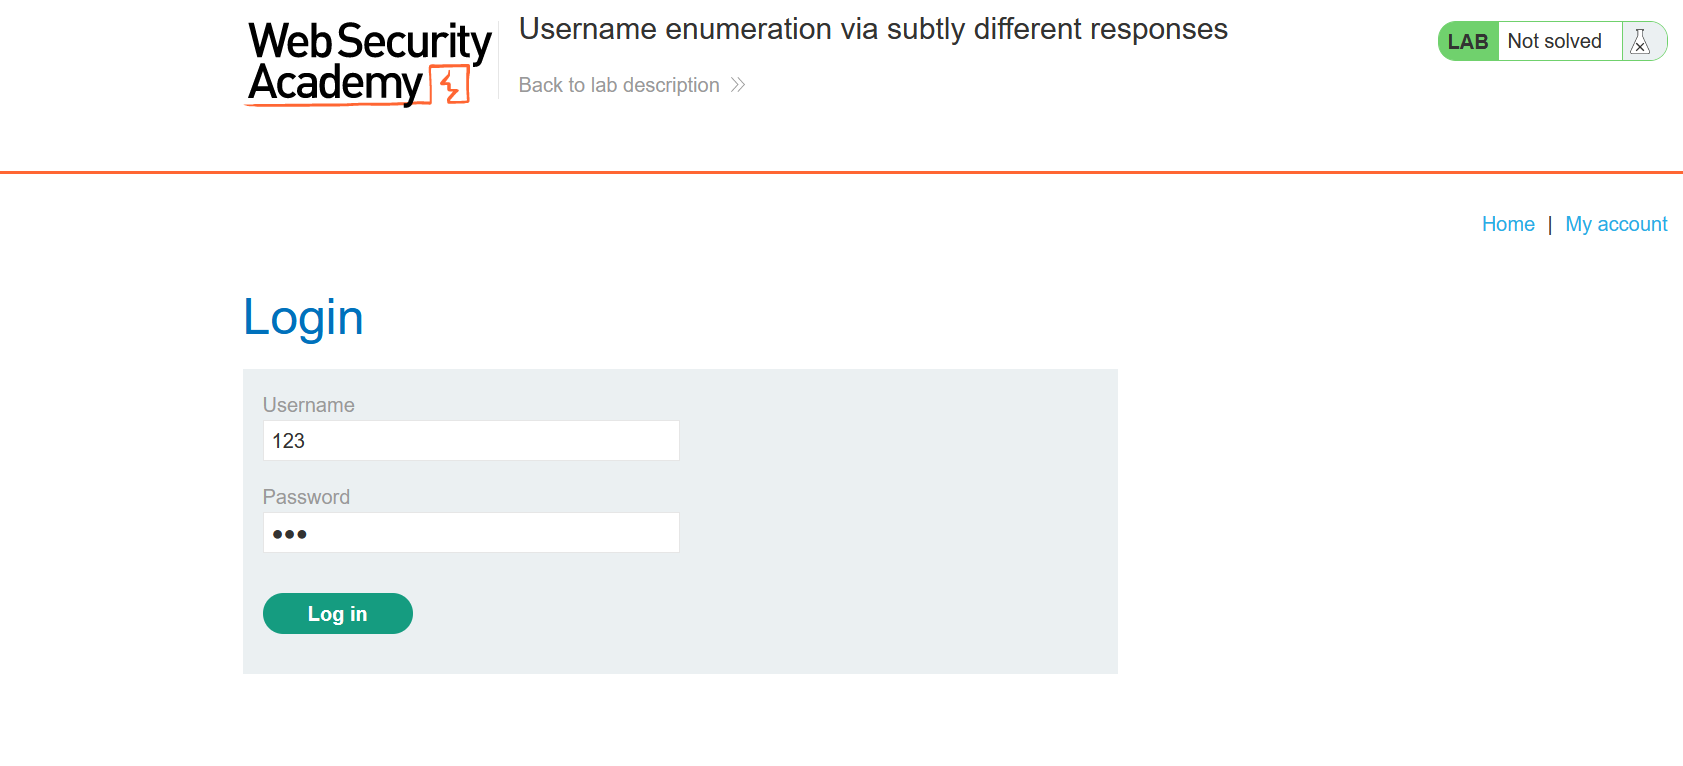 Web Security
Academy
Username enumeration via subtly different responses
Back to lab description
LAB Not solved
Home | My account
Login
Username
123
Password
●●●
Log in